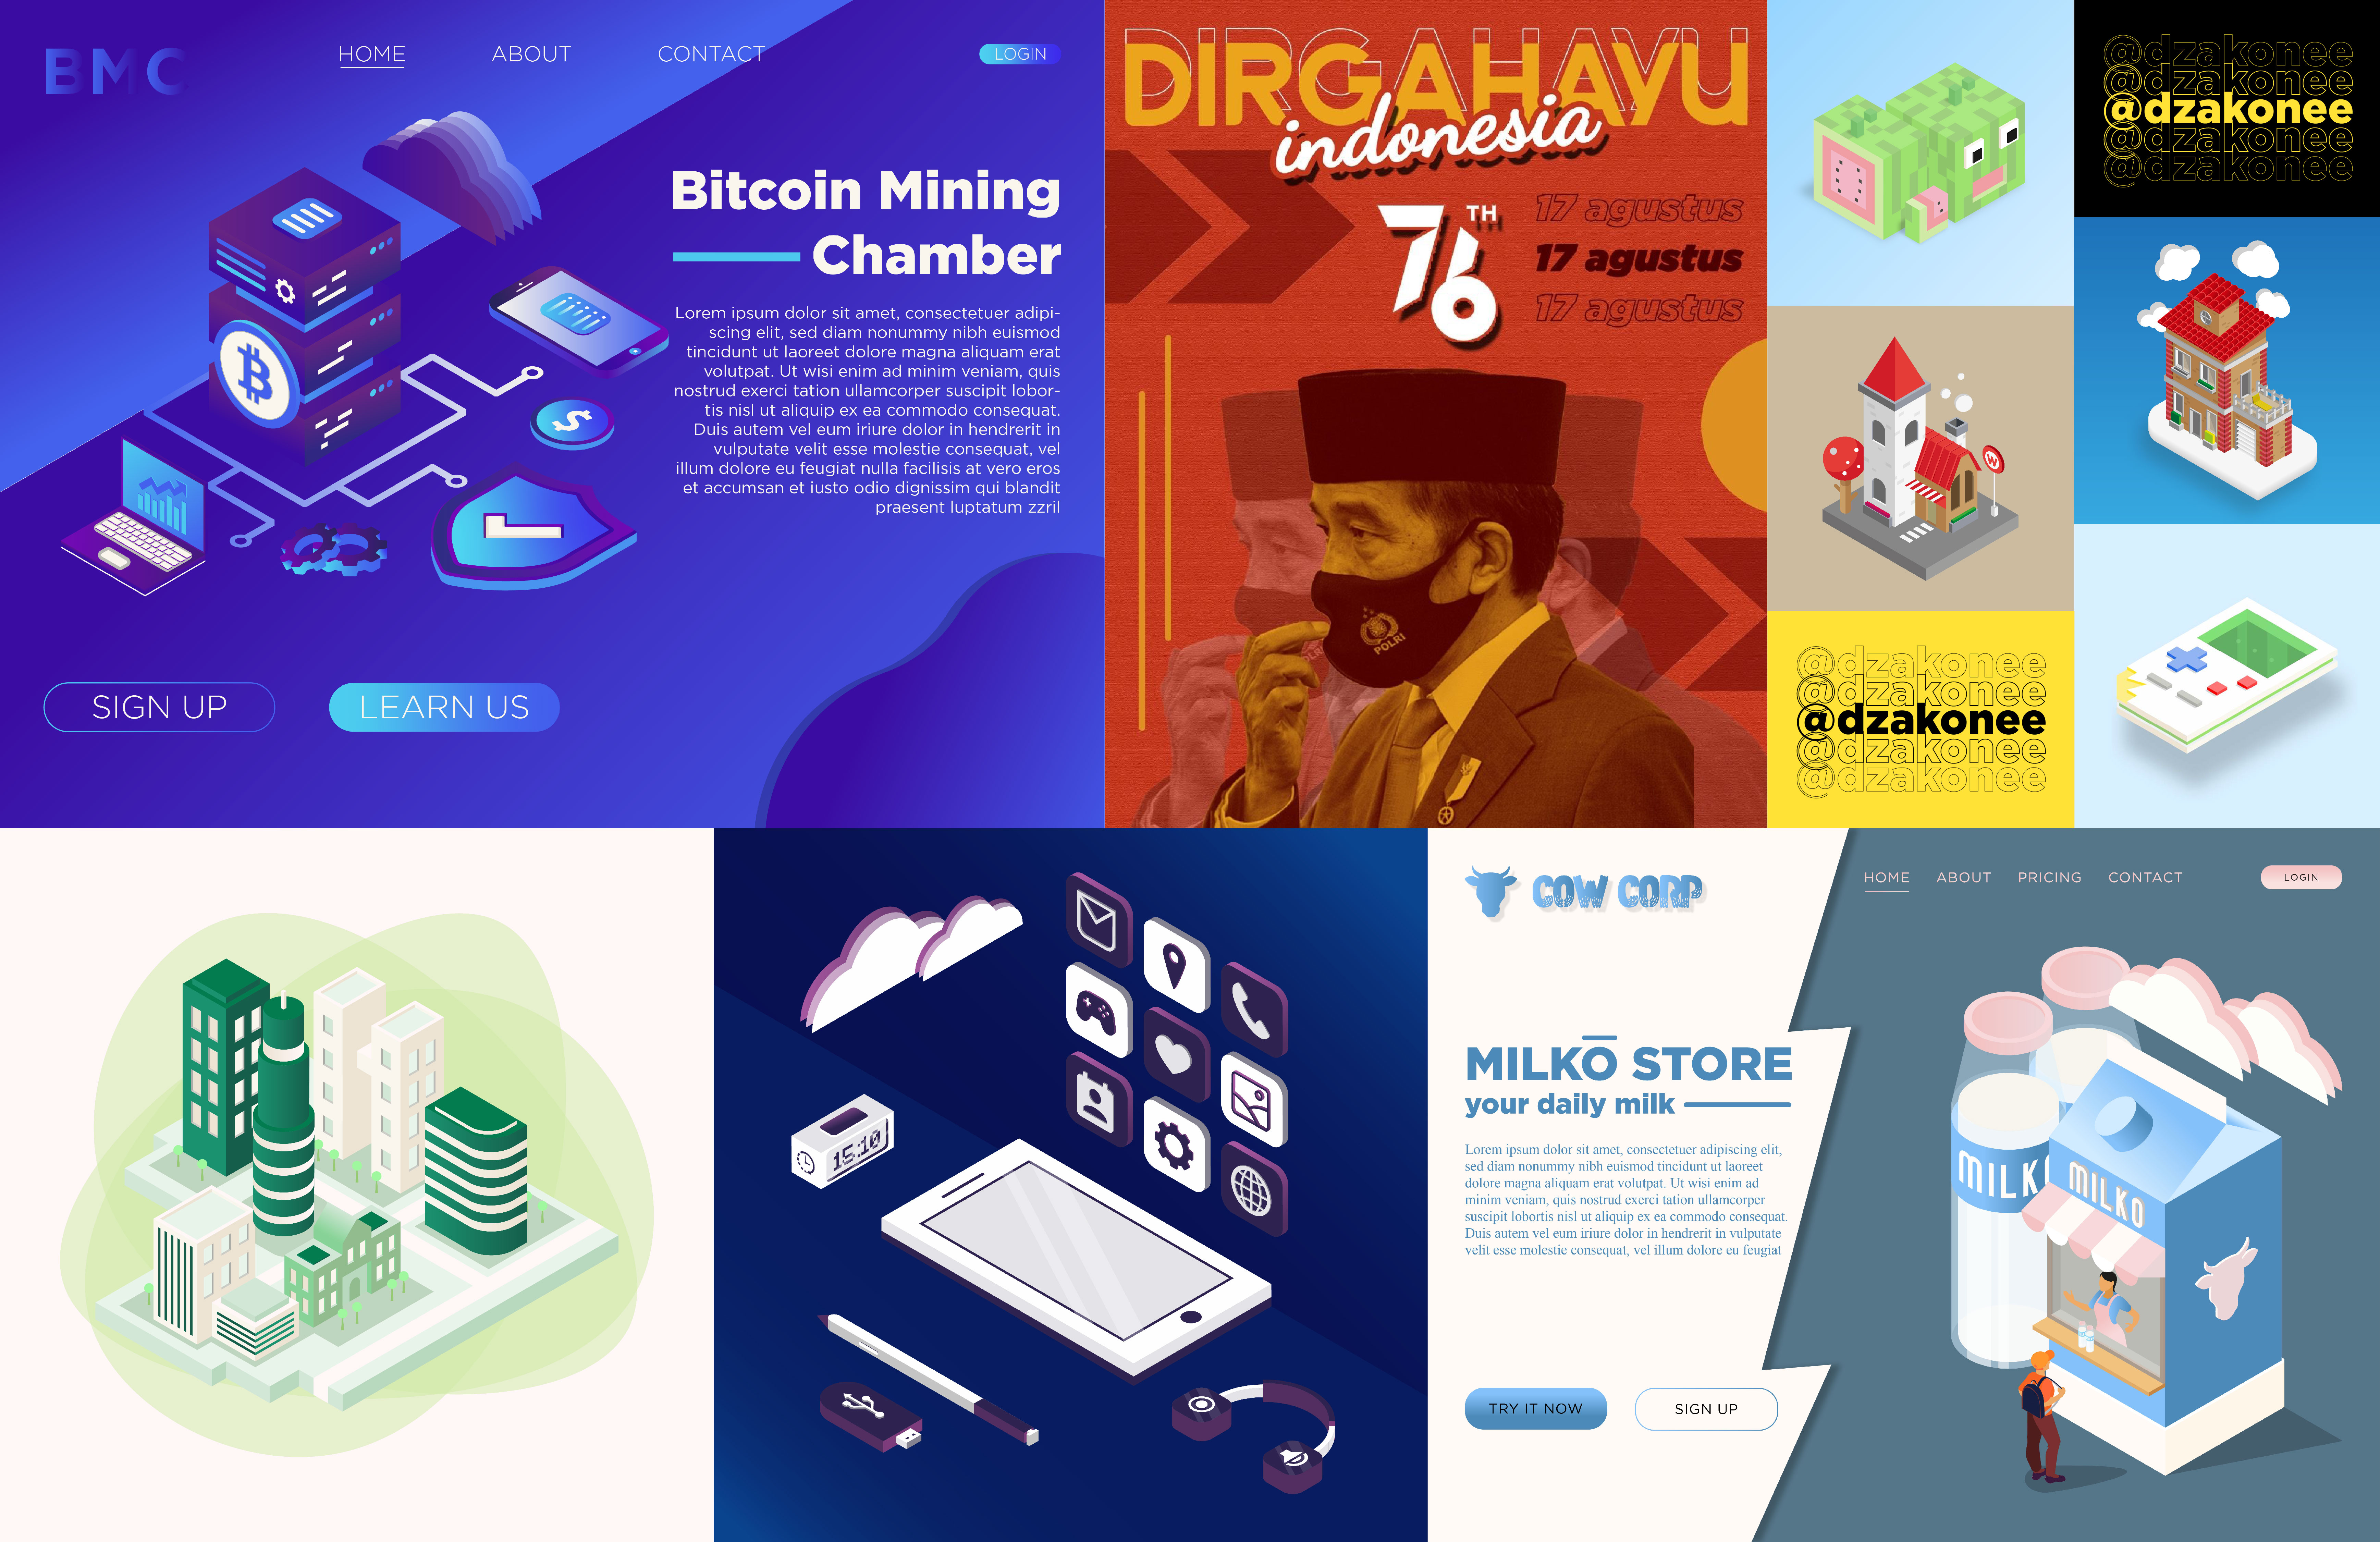 BMC
HOME ABOUT CONTACT LOGIN
Bitcoin Mining
Chamber
Lorem ipsum dolor sit amet, consectetuer adipi-
scing elit, sed diam nonummy nibh euismod
tincidunt ut laoreet dolore magna aliquam erat
volutpat. Ut wisi enim ad minim veniam, quis
nostrud exerci tation ullamcorper suscipit lobor-
tis nisl ut aliquip ex ea commodo consequat.
Duis autem vel eum iriure dolor in hendrerit in
vulputate velit esse molestie consequat, vel
illum dolore eu feugiat nulla facilisis at vero eros
et accumsan et iusto odio dignissim qui blandit
praesent luptatum zzril
SIGN UP
LEARN US
DIRGAHAYU
indonesia
76 TH
17 agustus
17 agustus
17 agustus
POLRI
@dzakonee
@dzakonee
@dzakonee
@dzakonee
@dzakonee
W
@dzakonee
@dzakonee
@dzakonee
@dzakonee
@dzakonee
15:10
COW CORP
HOME ABOUT PRICING CONTACT LOGIN
MILKŌ STORE
your daily milk
Lorem ipsum dolor sit amet, consectetuer adipiscing elit,
sed diam nonummy nibh euismod tincidunt ut laoreet
dolore magna aliquam erat volutpat. Ut wisi enim ad
minim veniam, quis nostrud exerci tation ullamcorper
suscipit lobortis nisl ut aliquip ex ea commodo consequat.
Duis autem vel eum iriure dolor in hendrerit in vulputate
velit esse molestie consequat, vel illum dolore eu feugiat
TRY IT NOW
SIGN UP
MILK
MILKO